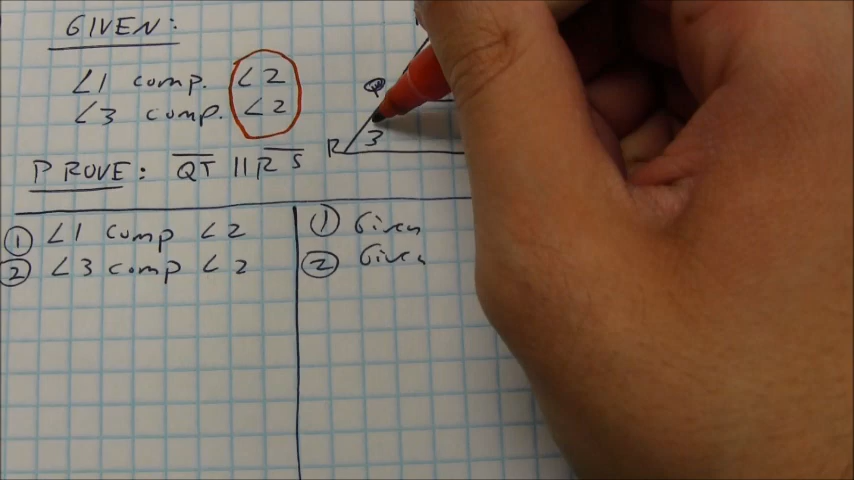 GIVEN:
∠1 comp. ∠2
∠3 comp. ∠2
PROVE: QT || RS
Q
3
R
① ∠1 comp ∠2
② ∠3 comp ∠2
① Given
② Given